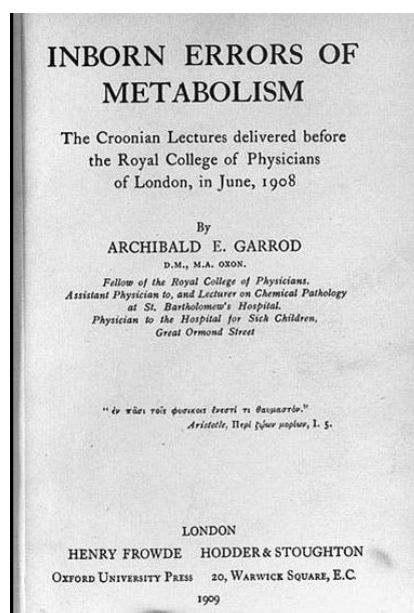 INBORN ERRORS OF
METABOLISM
The Croonian Lectures delivered before
the Royal College of Physicians
of London, in June, 1908
By
ARCHIBALD E. GARROD
D.M., M.A. OXON.
Fellow of the Royal College of Physicians.
Assistant Physician to, and Lecturer on Chemical Pathology
at St. Bartholomew's Hospital.
Physician to the Hospital for Sick Children,
Great Ormond Street
"ἐν πᾶσι τοῖς φυσικοῖς ἔνεστί τι θαυμαστόν."
Aristotle, Περὶ ζῴων μορίων, I. 5.
LONDON
HENRY FROWDE HODDER & STOUGHTON
OXFORD UNIVERSITY PRESS 20, WARWICK SQUARE, E.C.
1909